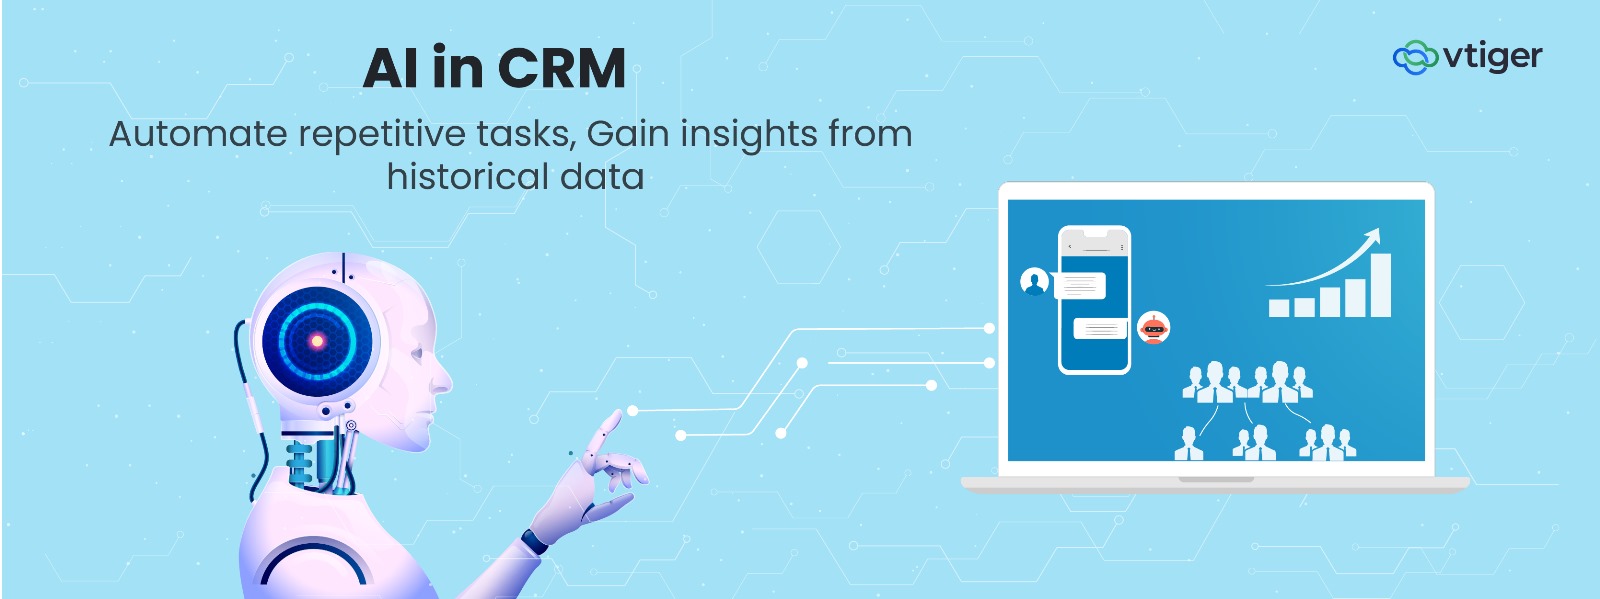 AI in CRM
vtiger
Automate repetitive tasks, Gain insights from
historical data